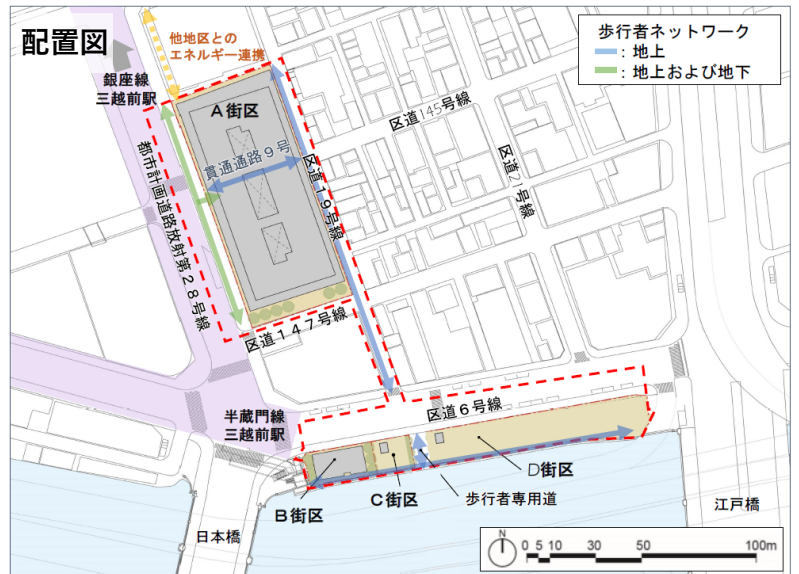 配置図
他地区との
エネルギー連携
歩行者ネットワーク
：地上
：地上および地下
銀座線
三越前駅
A街区
区道145号線
貫通通路９号
区道21号線
区道１９号線
都市計画道路放射第２８号線
区道１４７号線
区道６号線
半蔵門線
三越前駅
D街区
歩行者専用道
C街区
B街区
日本橋
江戸橋
N
0 5 10 30 50 100m